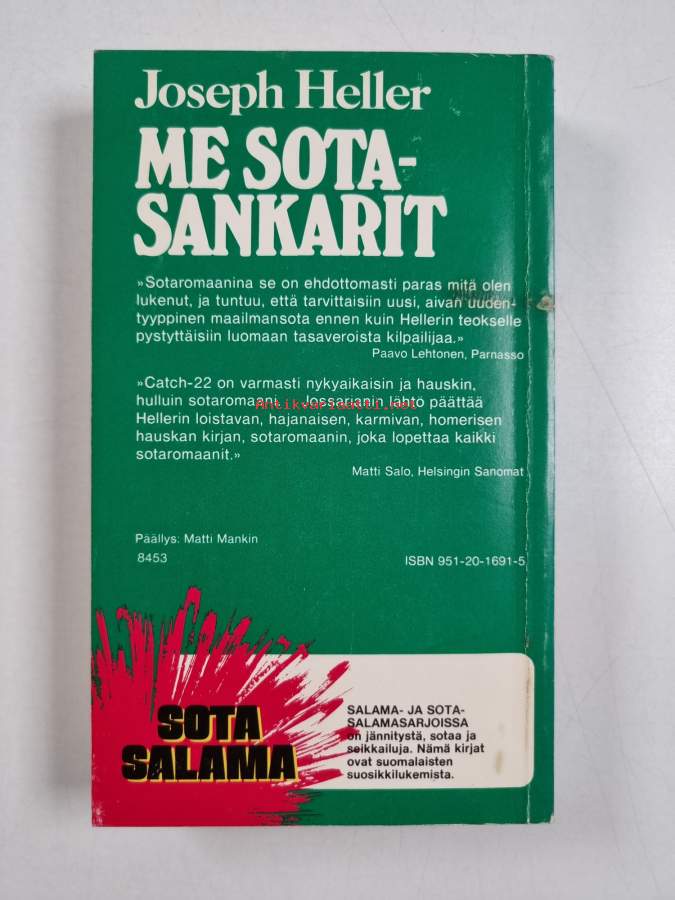 Joseph Heller
ME SOTA-
SANKARIT
»Sotaromaanina se on ehdottomasti paras mitä olen
lukenut, ja tuntuu, että tarvittaisiin uusi, aivan uuden-
tyyppinen maailmansota ennen kuin Hellerin teokselle
pystyttäisiin luomaan tasaveroista kilpailijaa.»
Paavo Lehtonen, Parnasso
»Catch-22 on varmasti nykyaikaisin ja hauskin,
hulluin sotaromaani... Jossarianin lähtö päättää
Antikvariaatti.net
Hellerin loistavan, hajanaisen, karmivan, homerisen
hauskan kirjan, sotaromaanin, joka lopettaa kaikki
sotaromaanit.»
Matti Salo, Helsingin Sanomat
Päällys: Matti Mankin
8453
ISBN 951-20-1691-5
SOTA
SALAMA
SALAMA- JA SOTA-
SALAMASARJOISSA
on jännitystä, sotaa ja
seikkailuja. Nämä kirjat
ovat suomalaisten
suosikkilukemista.